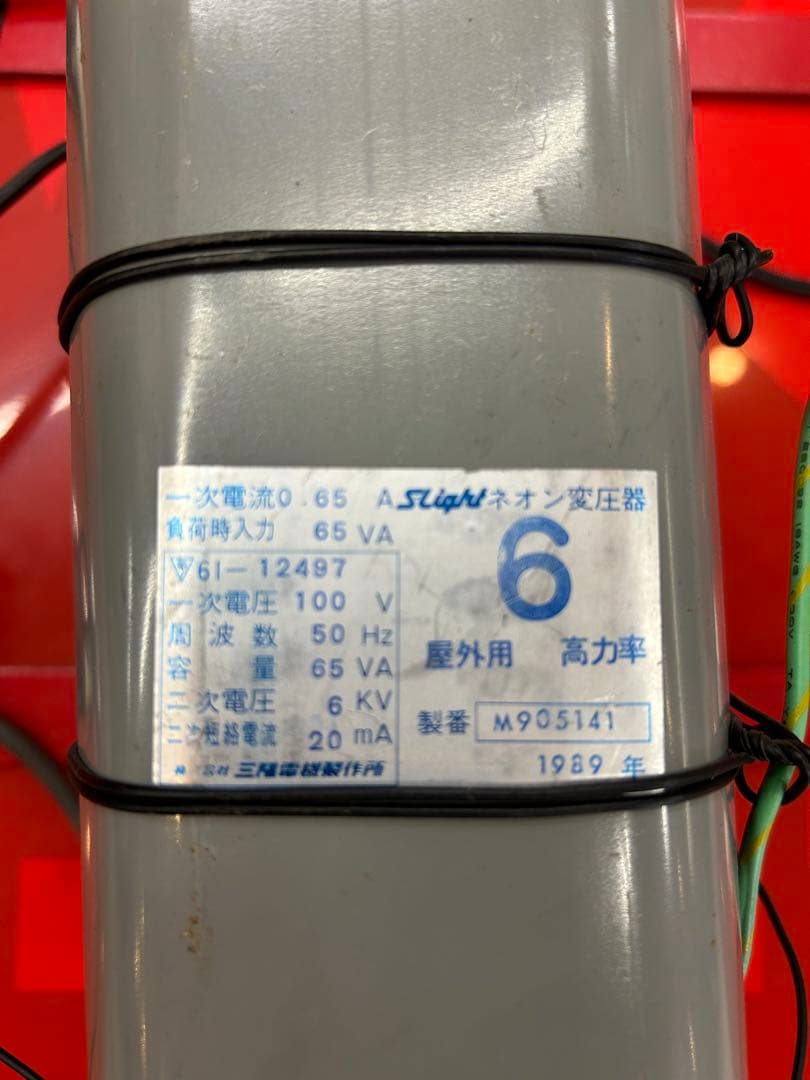 一次電流0.65 A
負荷時入力 65 VA
▽61-12497
一次電圧 100 V
周波数 50 Hz
容量 65 VA
二次電圧 6 KV
二次短絡電流 20 mA
三陽電機製作所
SLight ネオン変圧器
6
屋外用 高力率
製番 M905141
1989 年